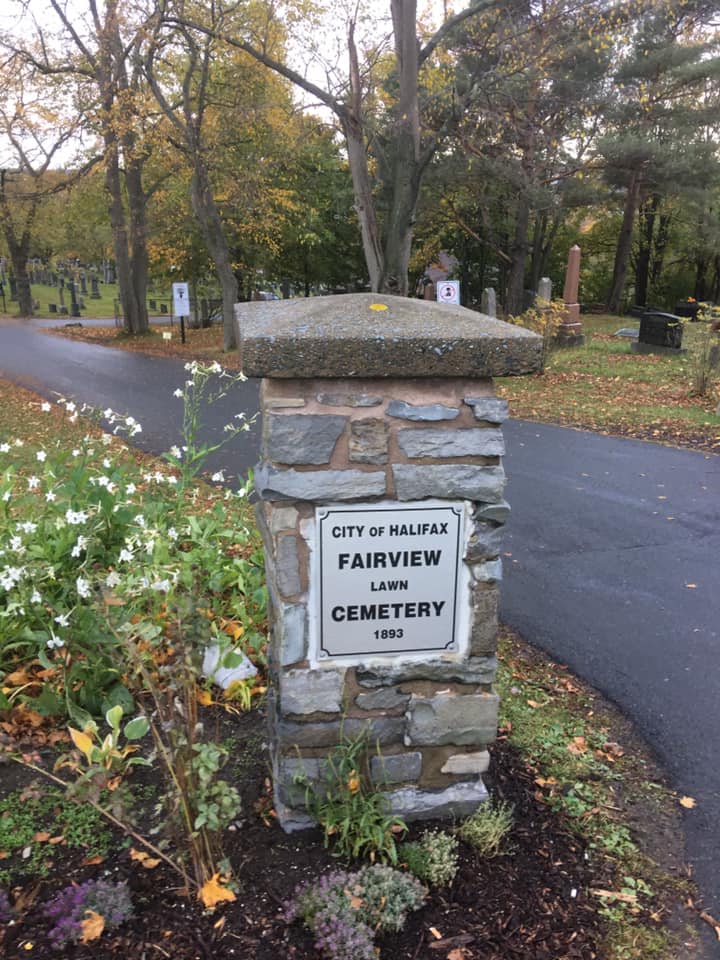 CITY OF HALIFAX
FAIRVIEW
LAWN
CEMETERY
1893